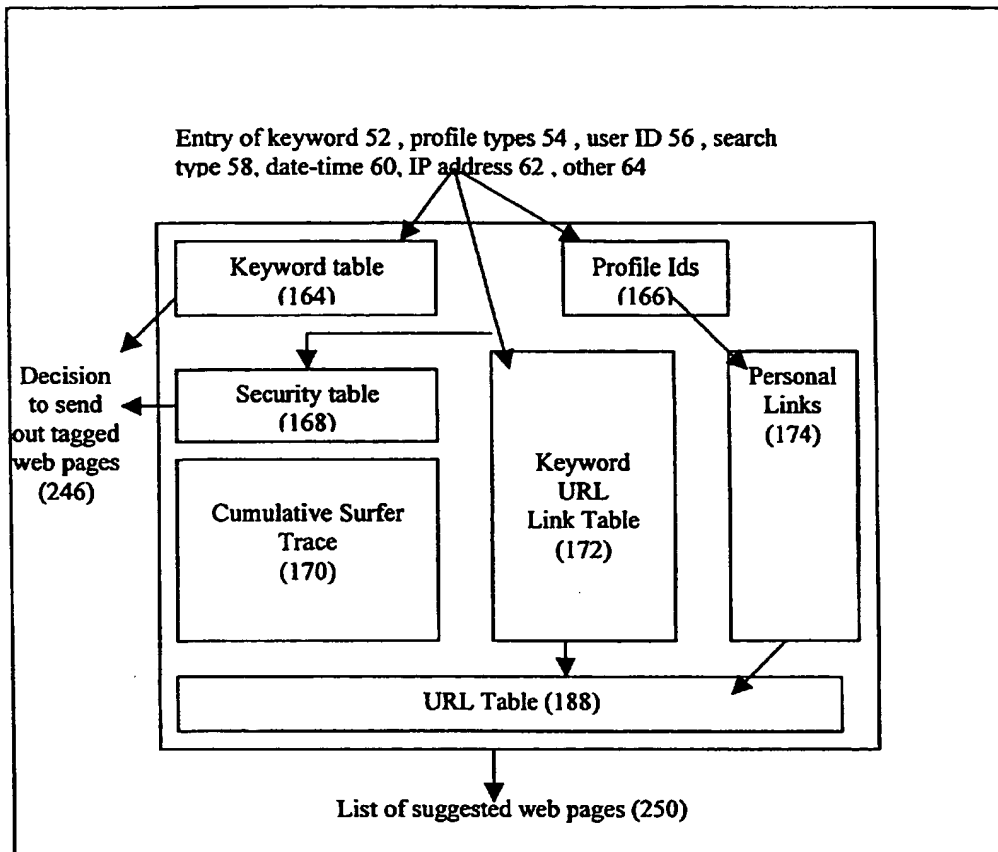 Entry of keyword 52 , profile types 54 , user ID 56 , search
type 58, date-time 60, IP address 62 , other 64
Keyword table
(164)
Profile Ids
(166)
Decision
to send
out tagged
web pages
(246)
Security table
(168)
Personal
Links
(174)
Keyword
URL
Link Table
(172)
Cumulative Surfer
Trace
(170)
URL Table (188)
List of suggested web pages (250)